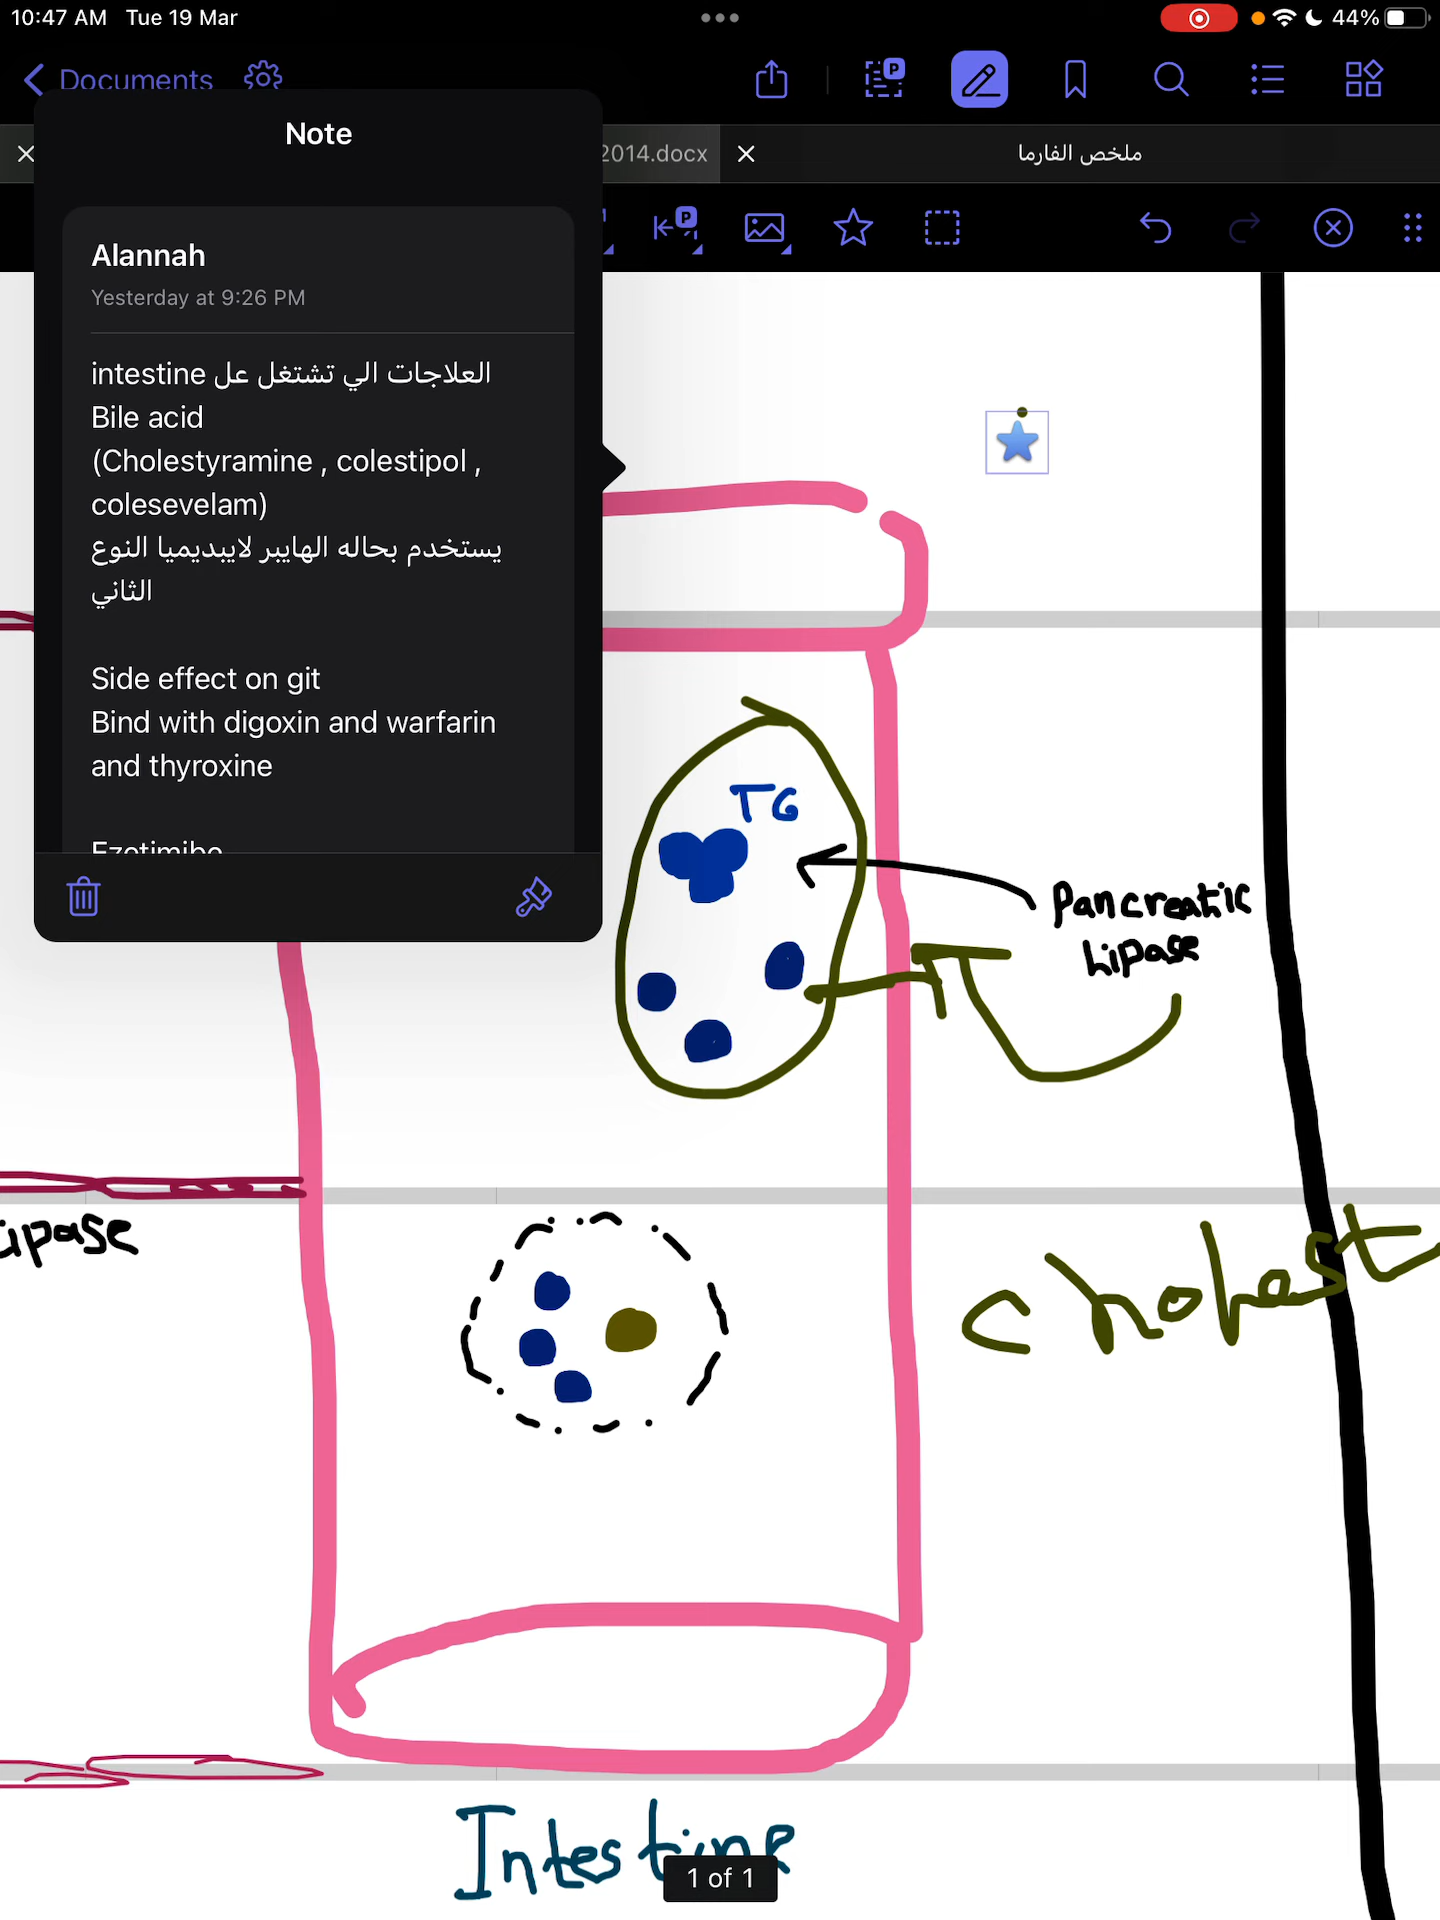 10:47 AM Tue 19 Mar
44%
Documents
Note
2014.docx
ملخص الفارما
Alannah
Yesterday at 9:26 PM
العلاجات الي تشتغل عل intestine
Bile acid
(Cholestyramine , colestipol ,
colesevelam)
يستخدم بحاله الهايبر لايبديميا النوع
الثاني
Side effect on git
Bind with digoxin and warfarin
and thyroxine
Ezetimibe
TG
Pancreatic
Lipase
Lipase
cholest
Intestine
1 of 1